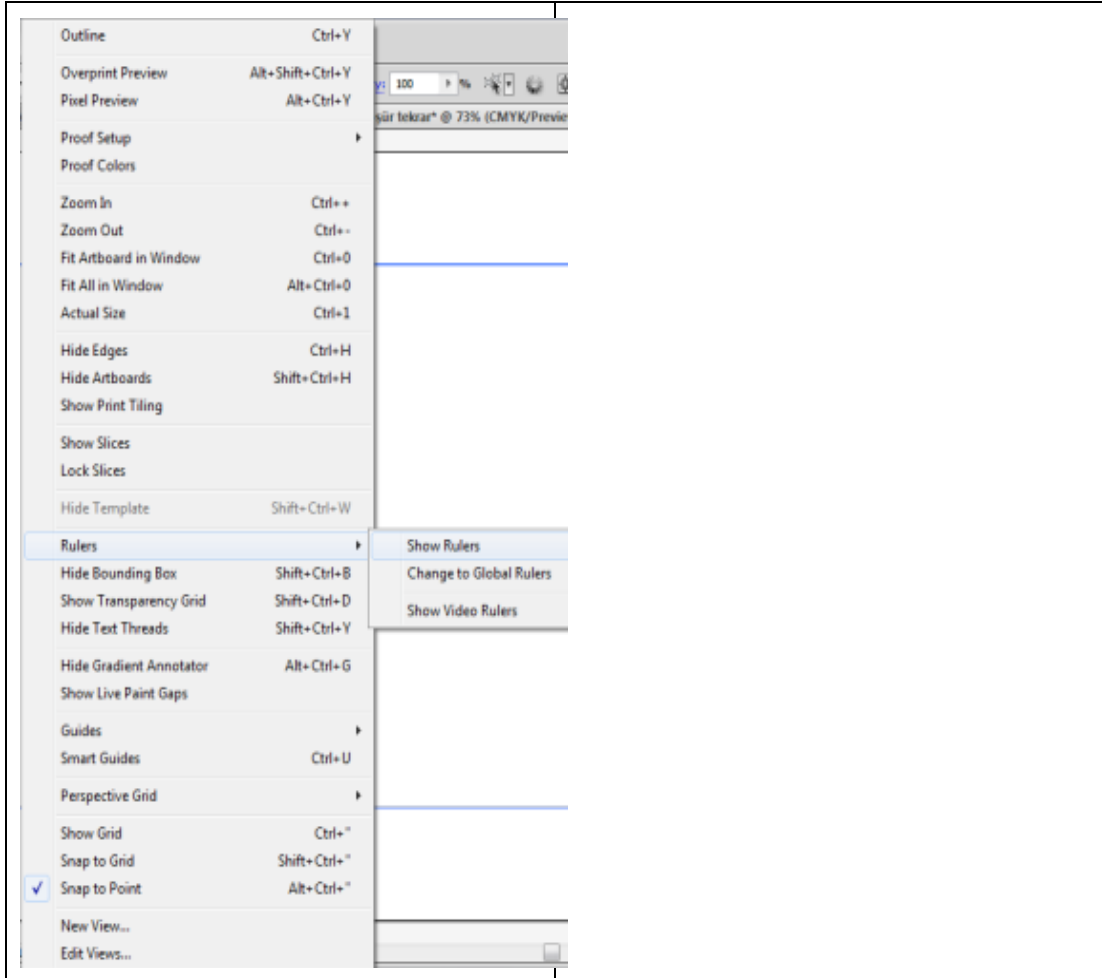 Outline Ctrl+Y
Overprint Preview Alt+Shift+Ctrl+Y
Pixel Preview Alt+Ctrl+Y
y: 100 %
şür tekrar* @ 73% (CMYK/Previe
Proof Setup
Proof Colors
Zoom In Ctrl++
Zoom Out Ctrl+-
Fit Artboard in Window Ctrl+0
Fit All in Window Alt+Ctrl+0
Actual Size Ctrl+1
Hide Edges Ctrl+H
Hide Artboards Shift+Ctrl+H
Show Print Tiling
Show Slices
Lock Slices
Hide Template Shift+Ctrl+W
Rulers
Show Rulers
Change to Global Rulers
Show Video Rulers
Hide Bounding Box Shift+Ctrl+B
Show Transparency Grid Shift+Ctrl+D
Hide Text Threads Shift+Ctrl+Y
Hide Gradient Annotator Alt+Ctrl+G
Show Live Paint Gaps
Guides
Smart Guides Ctrl+U
Perspective Grid
Show Grid Ctrl+"
Snap to Grid Shift+Ctrl+"
Snap to Point Alt+Ctrl+"
New View...
Edit Views...